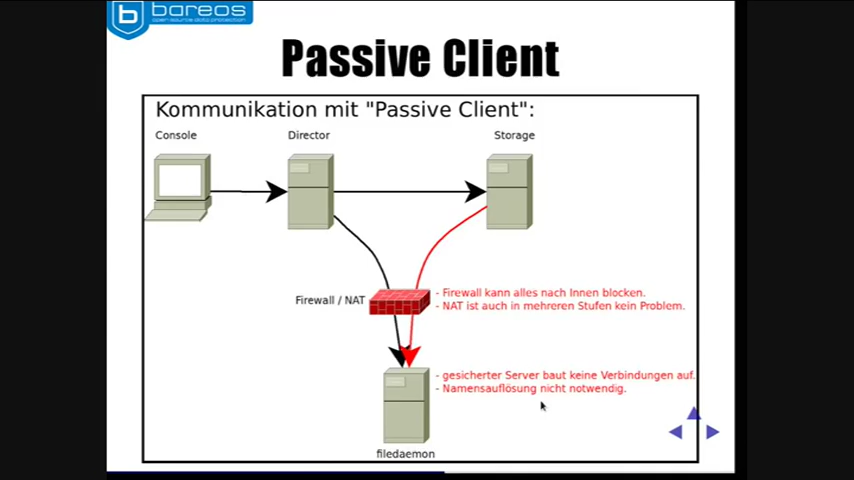 bareos
open-source data protection
Passive Client
Kommunikation mit "Passive Client":
Console
Director
Storage
Firewall / NAT
- Firewall kann alles nach Innen blocken.
- NAT ist auch in mehreren Stufen kein Problem.
- gesicherter Server baut keine Verbindungen auf.
- Namensauflösung nicht notwendig.
filedaemon